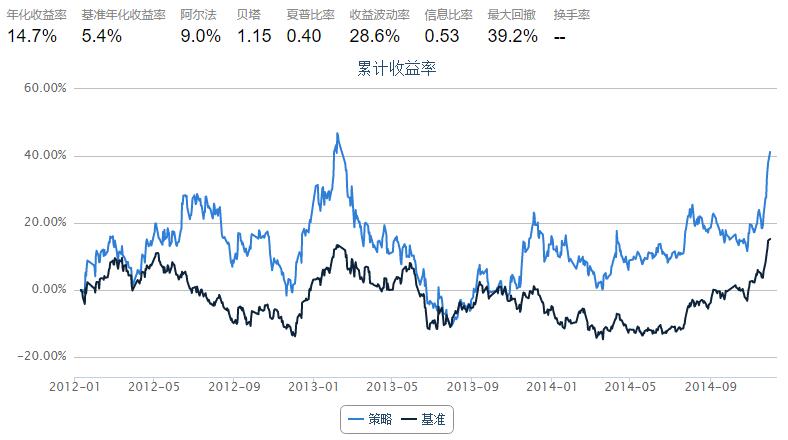 年化收益率 基准年化收益率 阿尔法 贝塔 夏普比率 收益波动率 信息比率 最大回撤 换手率
14.7% 5.4% 9.0% 1.15 0.40 28.6% 0.53 39.2% --
累计收益率
60.00%
40.00%
20.00%
0.00%
-20.00%
2012-01 2012-05 2012-09 2013-01 2013-05 2013-09 2014-01 2014-05 2014-09
策略 基准